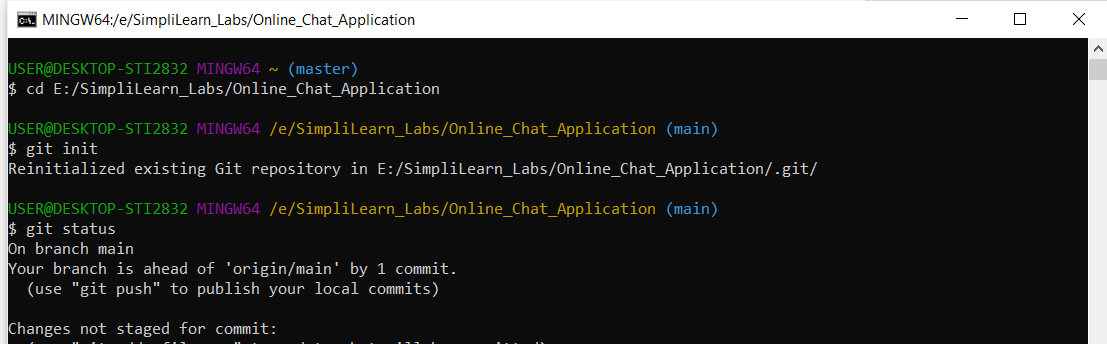 MINGW64:/e/SimpliLearn_Labs/Online_Chat_Application
USER@DESKTOP-STI2832 MINGW64 ~ (master)
$ cd E:/SimpliLearn_Labs/Online_Chat_Application
USER@DESKTOP-STI2832 MINGW64 /e/SimpliLearn_Labs/Online_Chat_Application (main)
$ git init
Reinitialized existing Git repository in E:/SimpliLearn_Labs/Online_Chat_Application/.git/
USER@DESKTOP-STI2832 MINGW64 /e/SimpliLearn_Labs/Online_Chat_Application (main)
$ git status
On branch main
Your branch is ahead of 'origin/main' by 1 commit.
  (use "git push" to publish your local commits)
Changes not staged for commit: